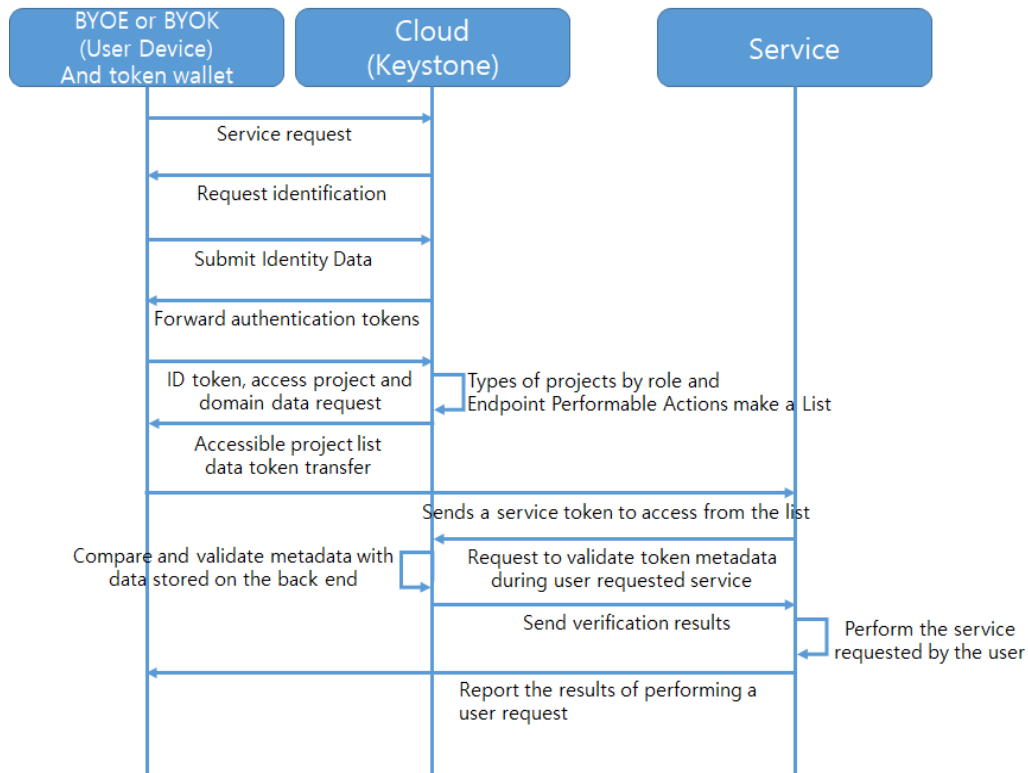 BYOE or BYOK
(User Device)
And token wallet
Cloud
(Keystone)
Service
Service request
Request identification
Submit Identity Data
Forward authentication tokens
ID token, access project and
domain data request
Types of projects by role and
Endpoint Performable Actions make a List
Accessible project list
data token transfer
Sends a service token to access from the list
Compare and validate metadata with
data stored on the back end
Request to validate token metadata
during user requested service
Send verification results
Perform the service
requested by the user
Report the results of performing a
user request